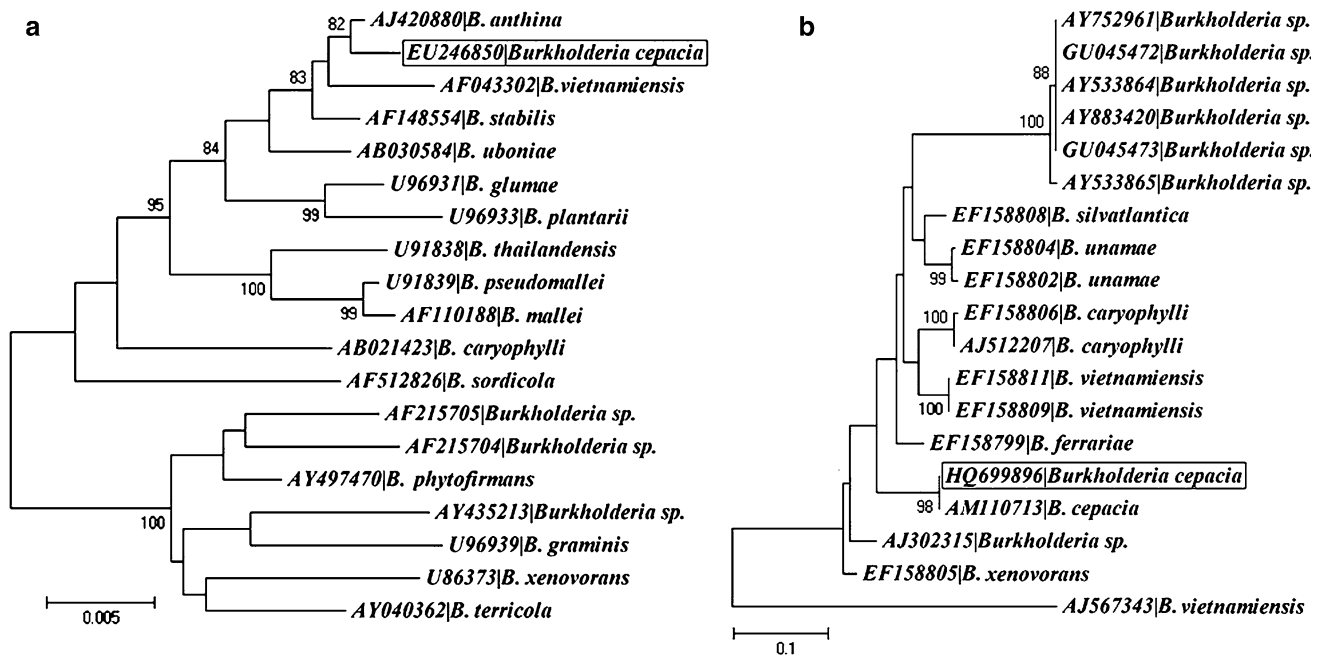 a
82
AJ420880|B. anthina
EU246850|Burkholderia cepacia
83
AF043302|B.vietnamiensis
AF148554|B. stabilis
84
AB030584|B. uboniae
U96931|B. glumae
95
99
U96933|B. plantarii
U91838|B. thailandensis
100
U91839|B. pseudomallei
99
AF110188|B. mallei
AB021423|B. caryophylli
AF512826|B. sordicola
AF215705|Burkholderia sp.
AF215704|Burkholderia sp.
AY497470|B. phytofirmans
100
AY435213|Burkholderia sp.
U96939|B. graminis
U86373|B. xenovorans
AY040362|B. terricola
0.005
b
AY752961|Burkholderia sp.
GU045472|Burkholderia sp.
88
AY533864|Burkholderia sp.
100
AY883420|Burkholderia sp.
GU045473|Burkholderia sp.
AY533865|Burkholderia sp.
EF158808|B. silvatlantica
EF158804|B. unamae
99
EF158802|B. unamae
100
EF158806|B. caryophylli
AJ512207|B. caryophylli
EF158811|B. vietnamiensis
100
EF158809|B. vietnamiensis
EF158799|B. ferrariae
HQ699896|Burkholderia cepacia
98
AM110713|B. cepacia
AJ302315|Burkholderia sp.
EF158805|B. xenovorans
AJ567343|B. vietnamiensis
0.1